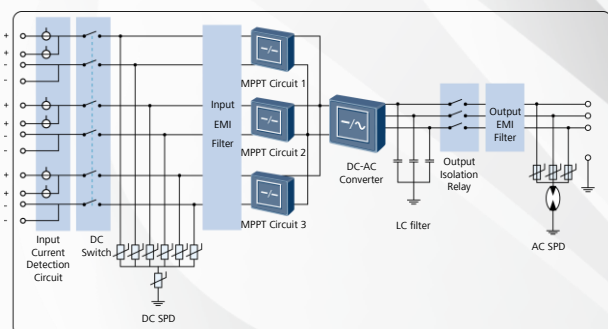 +
+
-
-
+
+
-
-
+
+
-
-
Input
Current
Detection
Circuit
DC
Switch
DC SPD
Input
EMI
Filter
MPPT Circuit 1
MPPT Circuit 2
MPPT Circuit 3
DC-AC
Converter
LC filter
Output
Isolation
Relay
Output
EMI
Filter
AC SPD